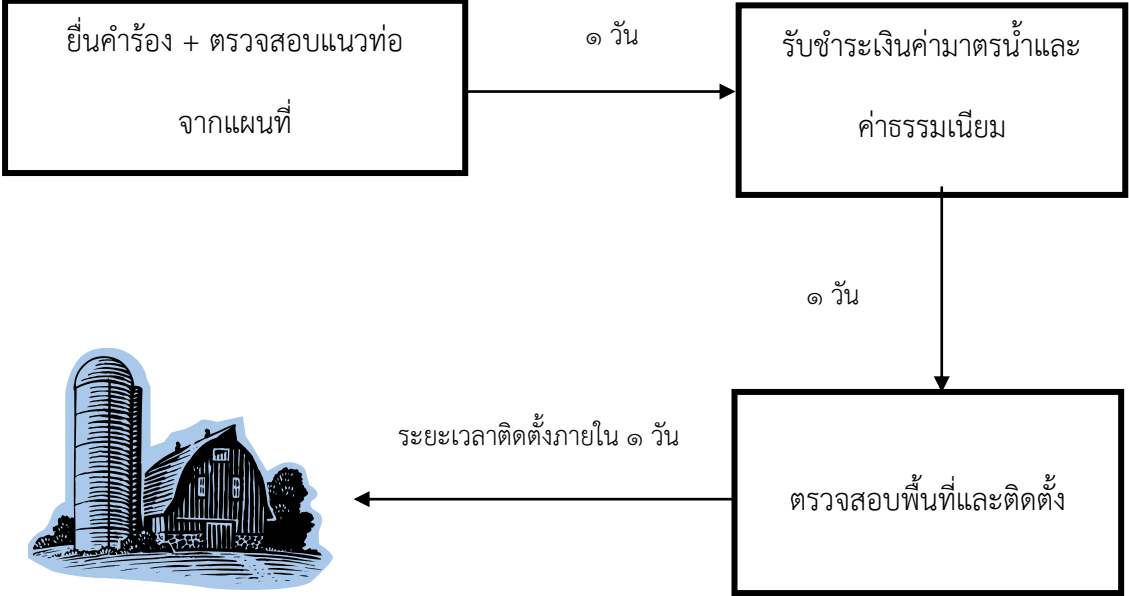 ยื่นคำร้อง + ตรวจสอบแนวท่อ
จากแผนที่
๑ วัน
รับชำระเงินค่ามาตรน้ำและ
ค่าธรรมเนียม
๑ วัน
ตรวจสอบพื้นที่และติดตั้ง
ระยะเวลาติดตั้งภายใน ๑ วัน